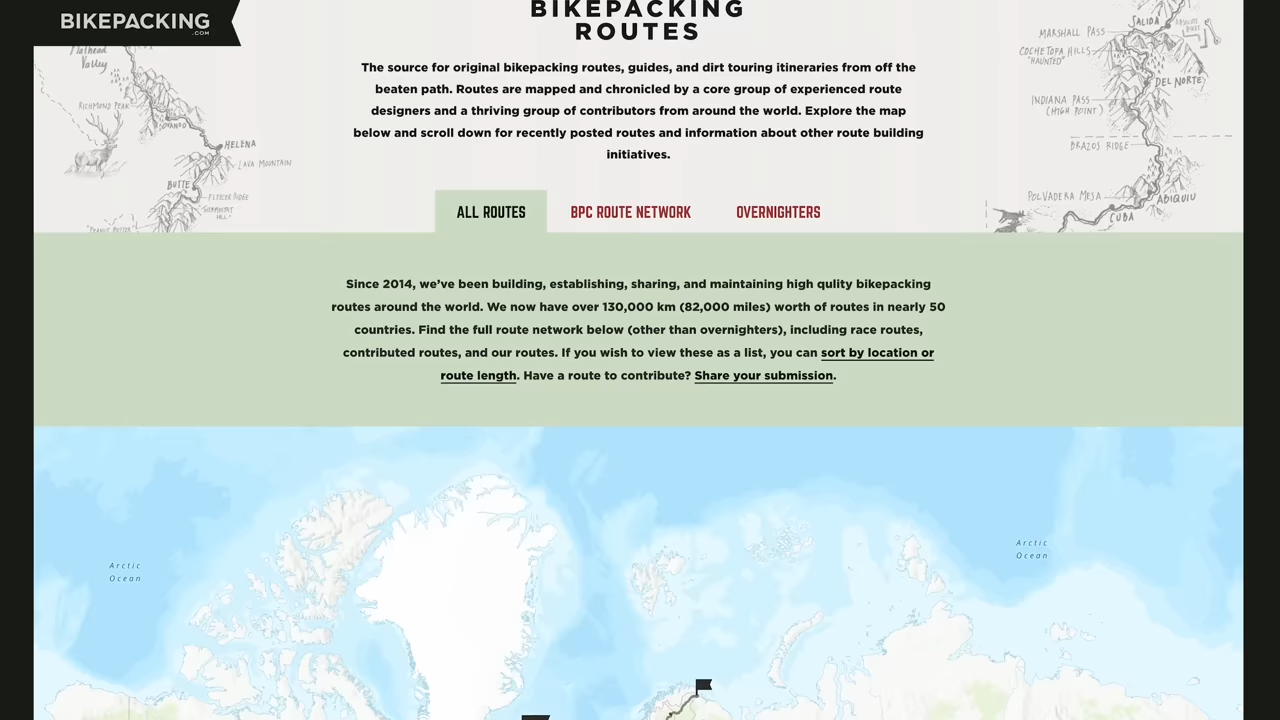 BIKEPACKING
.COM
BIKEPACKING
ROUTES
The source for original bikepacking routes, guides, and dirt touring itineraries from off the
beaten path. Routes are mapped and chronicled by a core group of experienced route
designers and a thriving group of contributors from around the world. Explore the map
below and scroll down for recently posted routes and information about other route building
initiatives.
Flathead
Valley
RICHMOND PEAK
OVANDO
HELENA
LAVA MOUNTAIN
BUTTE
FLEECER RIDGE
SALIDA
MARSHALL PASS
COCHETOPA HILLS
"HAUNTED"
DEL NORTE
INDIANA PASS
(HIGH POINT)
BRAZOS RIDGE
POLVADERA MESA
ABIQUIU
CUBA
ALL ROUTES
BPC ROUTE NETWORK
OVERNIGHTERS
Since 2014, we’ve been building, establishing, sharing, and maintaining high qulity bikepacking
routes around the world. We now have over 130,000 km (82,000 miles) worth of routes in nearly 50
countries. Find the full route network below (other than overnighters), including race routes,
contributed routes, and our routes. If you wish to view these as a list, you can sort by location or
route length. Have a route to contribute? Share your submission.
Arctic
Ocean
Arctic
Ocean